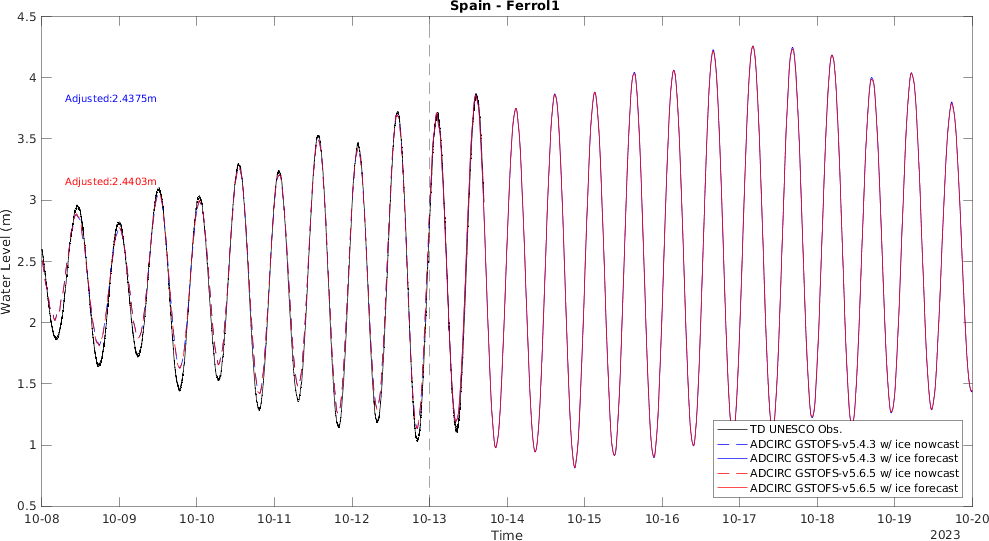 Spain - Ferrol1
4.5
4
3.5
3
2.5
2
1.5
1
0.5
Water Level (m)
Adjusted:2.4375m
Adjusted:2.4403m
TD UNESCO Obs.
ADCIRC GSTOFS-v5.4.3 w/ ice nowcast
ADCIRC GSTOFS-v5.4.3 w/ ice forecast
ADCIRC GSTOFS-v5.6.5 w/ ice nowcast
ADCIRC GSTOFS-v5.6.5 w/ ice forecast
10-08 10-09 10-10 10-11 10-12 10-13 10-14 10-15 10-16 10-17 10-18 10-19 10-20
Time
2023